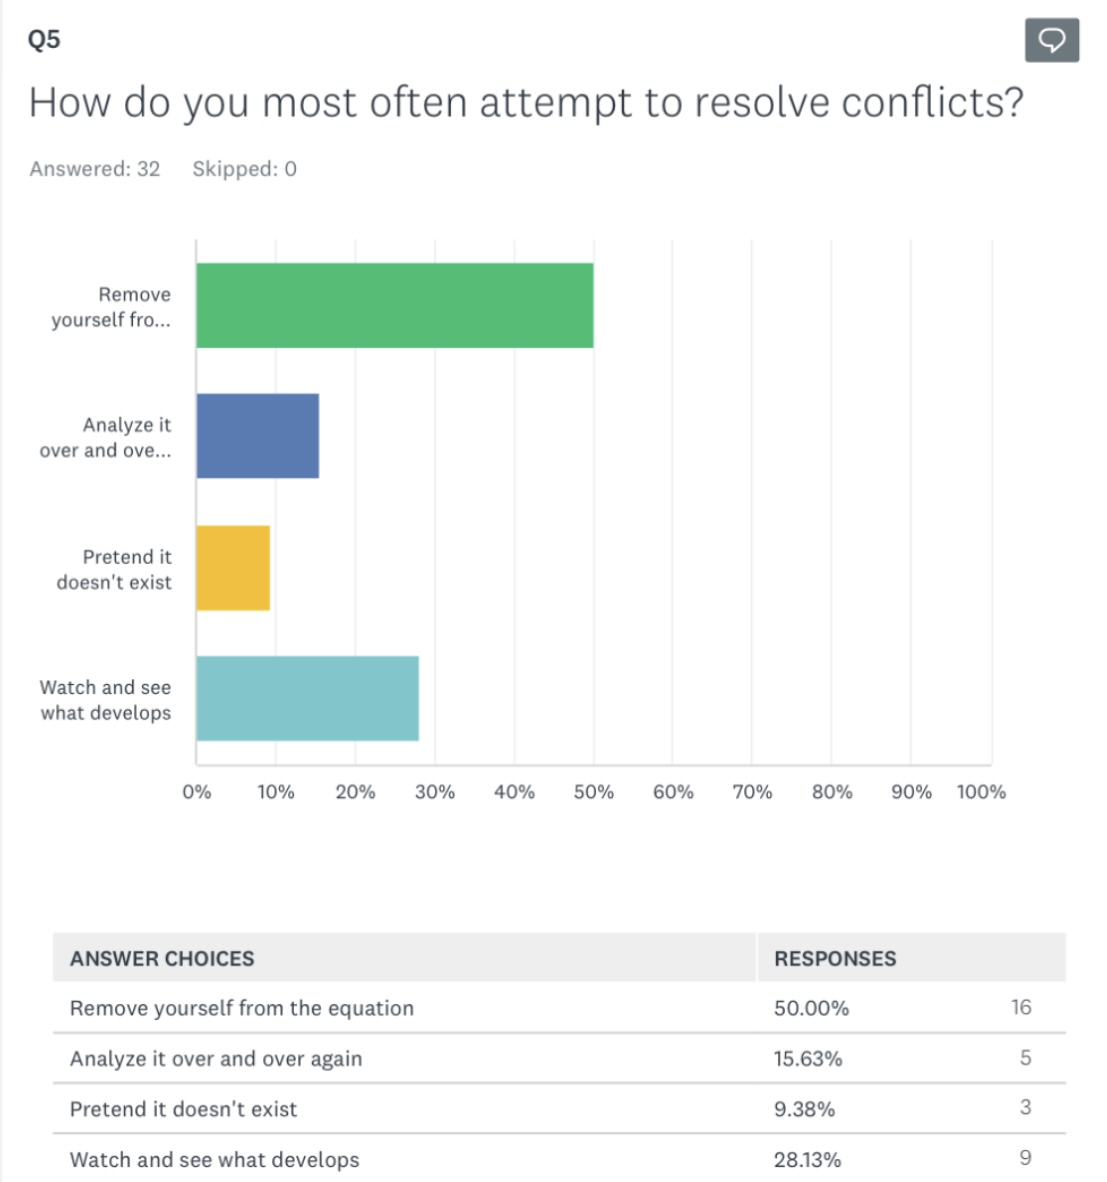 Q5
How do you most often attempt to resolve conflicts?
Answered: 32 Skipped: 0
Remove
yourself fro...
Analyze it
over and ove...
Pretend it
doesn't exist
Watch and see
what develops
0% 10% 20% 30% 40% 50% 60% 70% 80% 90% 100%
ANSWER CHOICES RESPONSES
Remove yourself from the equation 50.00% 16
Analyze it over and over again 15.63% 5
Pretend it doesn't exist 9.38% 3
Watch and see what develops 28.13% 9